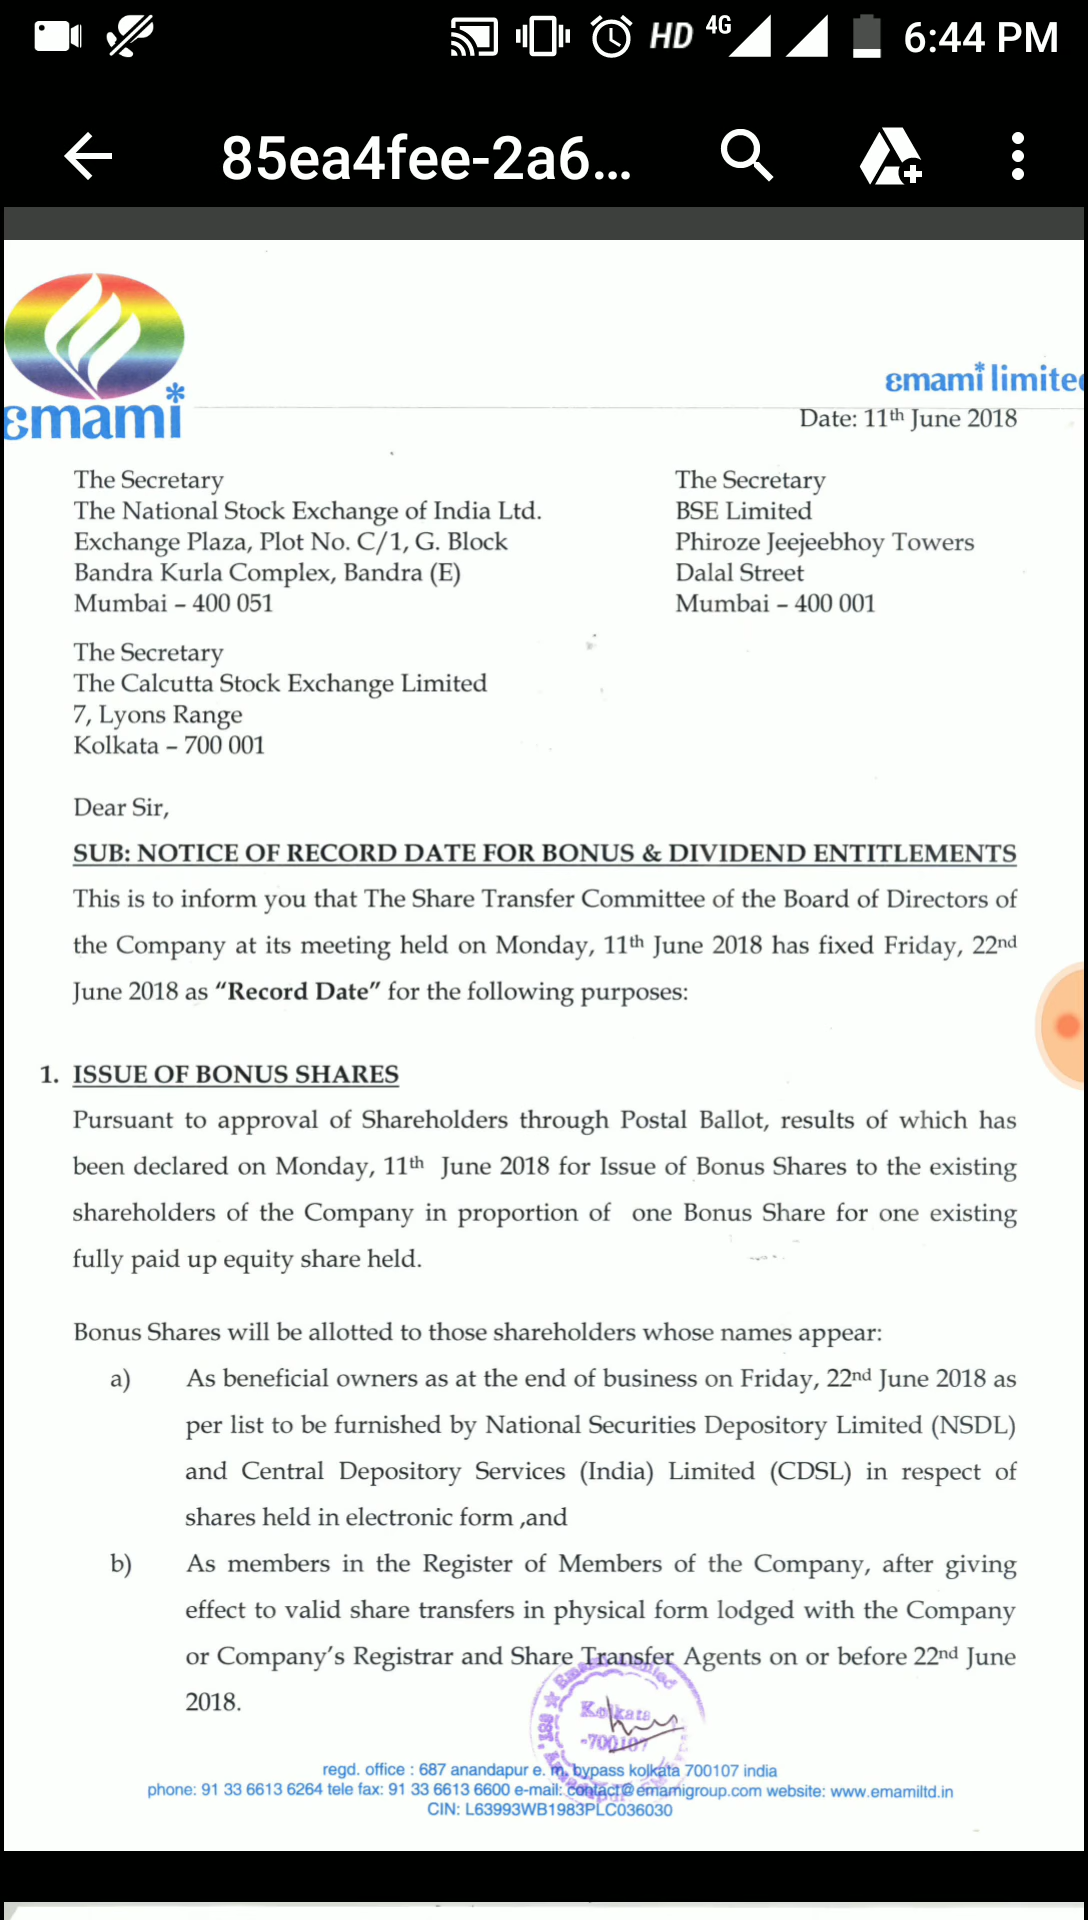 HD 4G 6:44 PM
85ea4fee-2a6...
emami
emami limite
Date: 11th June 2018
The Secretary
The National Stock Exchange of India Ltd.
Exchange Plaza, Plot No. C/1, G. Block
Bandra Kurla Complex, Bandra (E)
Mumbai – 400 051
The Secretary
BSE Limited
Phiroze Jeejeebhoy Towers
Dalal Street
Mumbai – 400 001
The Secretary
The Calcutta Stock Exchange Limited
7, Lyons Range
Kolkata – 700 001
Dear Sir,
SUB: NOTICE OF RECORD DATE FOR BONUS & DIVIDEND ENTITLEMENTS
This is to inform you that The Share Transfer Committee of the Board of Directors of
the Company at its meeting held on Monday, 11th June 2018 has fixed Friday, 22nd
June 2018 as “Record Date” for the following purposes:
1. ISSUE OF BONUS SHARES
Pursuant to approval of Shareholders through Postal Ballot, results of which has
been declared on Monday, 11th June 2018 for Issue of Bonus Shares to the existing
shareholders of the Company in proportion of one Bonus Share for one existing
fully paid up equity share held.
Bonus Shares will be allotted to those shareholders whose names appear:
a) As beneficial owners as at the end of business on Friday, 22nd June 2018 as
per list to be furnished by National Securities Depository Limited (NSDL)
and Central Depository Services (India) Limited (CDSL) in respect of
shares held in electronic form ,and
b) As members in the Register of Members of the Company, after giving
effect to valid share transfers in physical form lodged with the Company
or Company’s Registrar and Share Transfer Agents on or before 22nd June
2018.
Emami Limited
Kolkata
-700107
regd. office : 687 anandapur e. m. bypass kolkata 700107 india
phone: 91 33 6613 6264 tele fax: 91 33 6613 6600 e-mail: contact@emamigroup.com website: www.emamiltd.in
CIN: L63993WB1983PLC036030